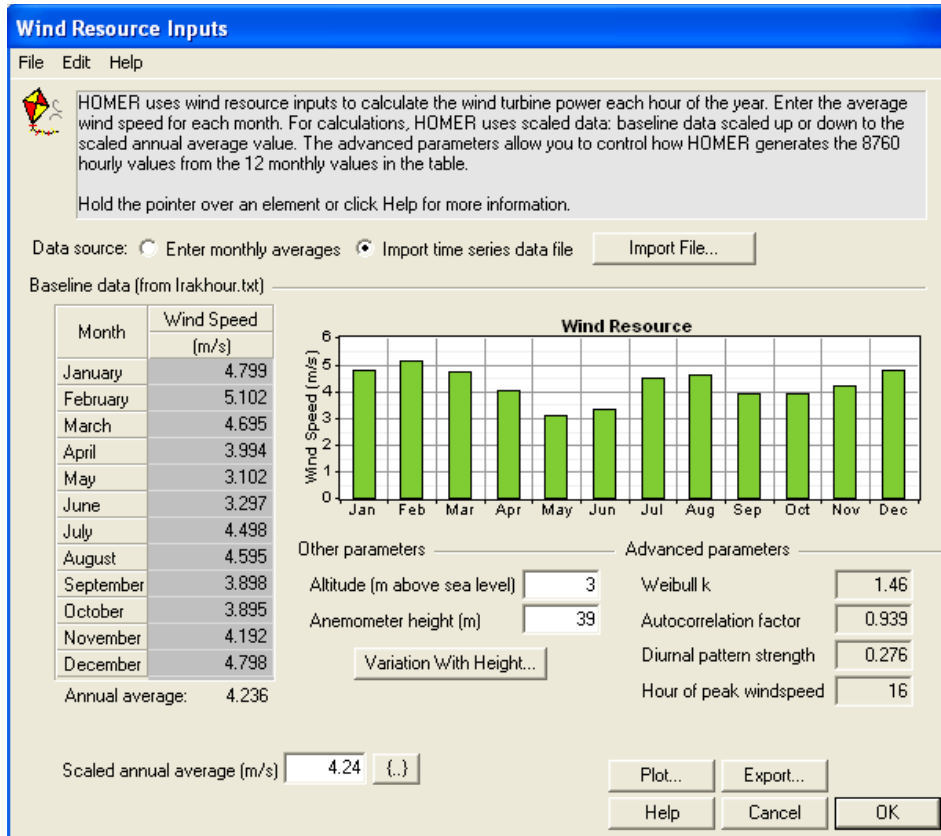 Wind Resource Inputs
File Edit Help
HOMER uses wind resource inputs to calculate the wind turbine power each hour of the year. Enter the average
wind speed for each month. For calculations, HOMER uses scaled data: baseline data scaled up or down to the
scaled annual average value. The advanced parameters allow you to control how HOMER generates the 8760
hourly values from the 12 monthly values in the table.
Hold the pointer over an element or click Help for more information.
Data source: Enter monthly averages Import time series data file Import File...
Baseline data (from Irakhour.txt)
Month Wind Speed
(m/s)
January 4.799
February 5.102
March 4.695
April 3.994
May 3.102
June 3.297
July 4.498
August 4.595
September 3.898
October 3.895
November 4.192
December 4.798
Annual average: 4.236
Wind Resource
Wind Speed (m/s)
6
5
4
3
2
1
0
Jan Feb Mar Apr May Jun Jul Aug Sep Oct Nov Dec
Other parameters
Altitude (m above sea level) 3
Anemometer height (m) 39
Variation With Height...
Advanced parameters
Weibull k 1.46
Autocorrelation factor 0.939
Diurnal pattern strength 0.276
Hour of peak windspeed 16
Scaled annual average (m/s) 4.24 {..}
Plot... Export...
Help Cancel OK